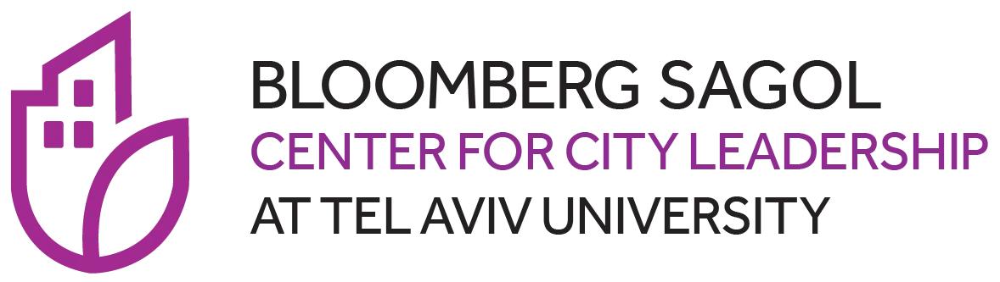 BLOOMBERG SAGOL
CENTER FOR CITY LEADERSHIP
AT TEL AVIV UNIVERSITY